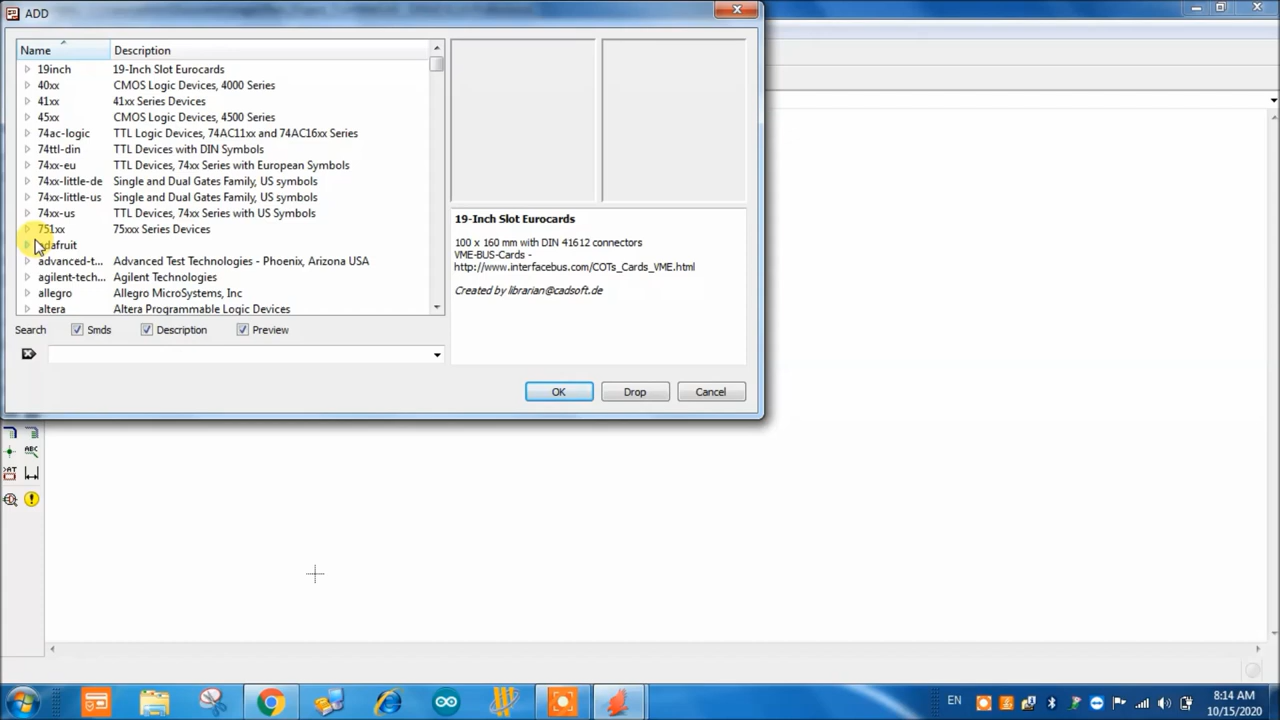 ADD
Name Description
19inch 19-Inch Slot Eurocards
40xx CMOS Logic Devices, 4000 Series
41xx 41xx Series Devices
45xx CMOS Logic Devices, 4500 Series
74ac-logic TTL Logic Devices, 74AC11xx and 74AC16xx Series
74ttl-din TTL Devices with DIN Symbols
74xx-eu TTL Devices, 74xx Series with European Symbols
74xx-little-de Single and Dual Gates Family, US symbols
74xx-little-us Single and Dual Gates Family, US symbols
74xx-us TTL Devices, 74xx Series with US Symbols
751xx 75xxx Series Devices
adafruit
advanced-t... Advanced Test Technologies - Phoenix, Arizona USA
agilent-tech... Agilent Technologies
allegro Allegro MicroSystems, Inc
altera Altera Programmable Logic Devices
Search Smds Description Preview
19-Inch Slot Eurocards
100 x 160 mm with DIN 41612 connectors
VME-BUS-Cards -
http://www.interfacebus.com/COTs_Cards_VME.html
Created by librarian@cadsoft.de
OK Drop Cancel
ABC
>AT
EN
8:14 AM
10/15/2020